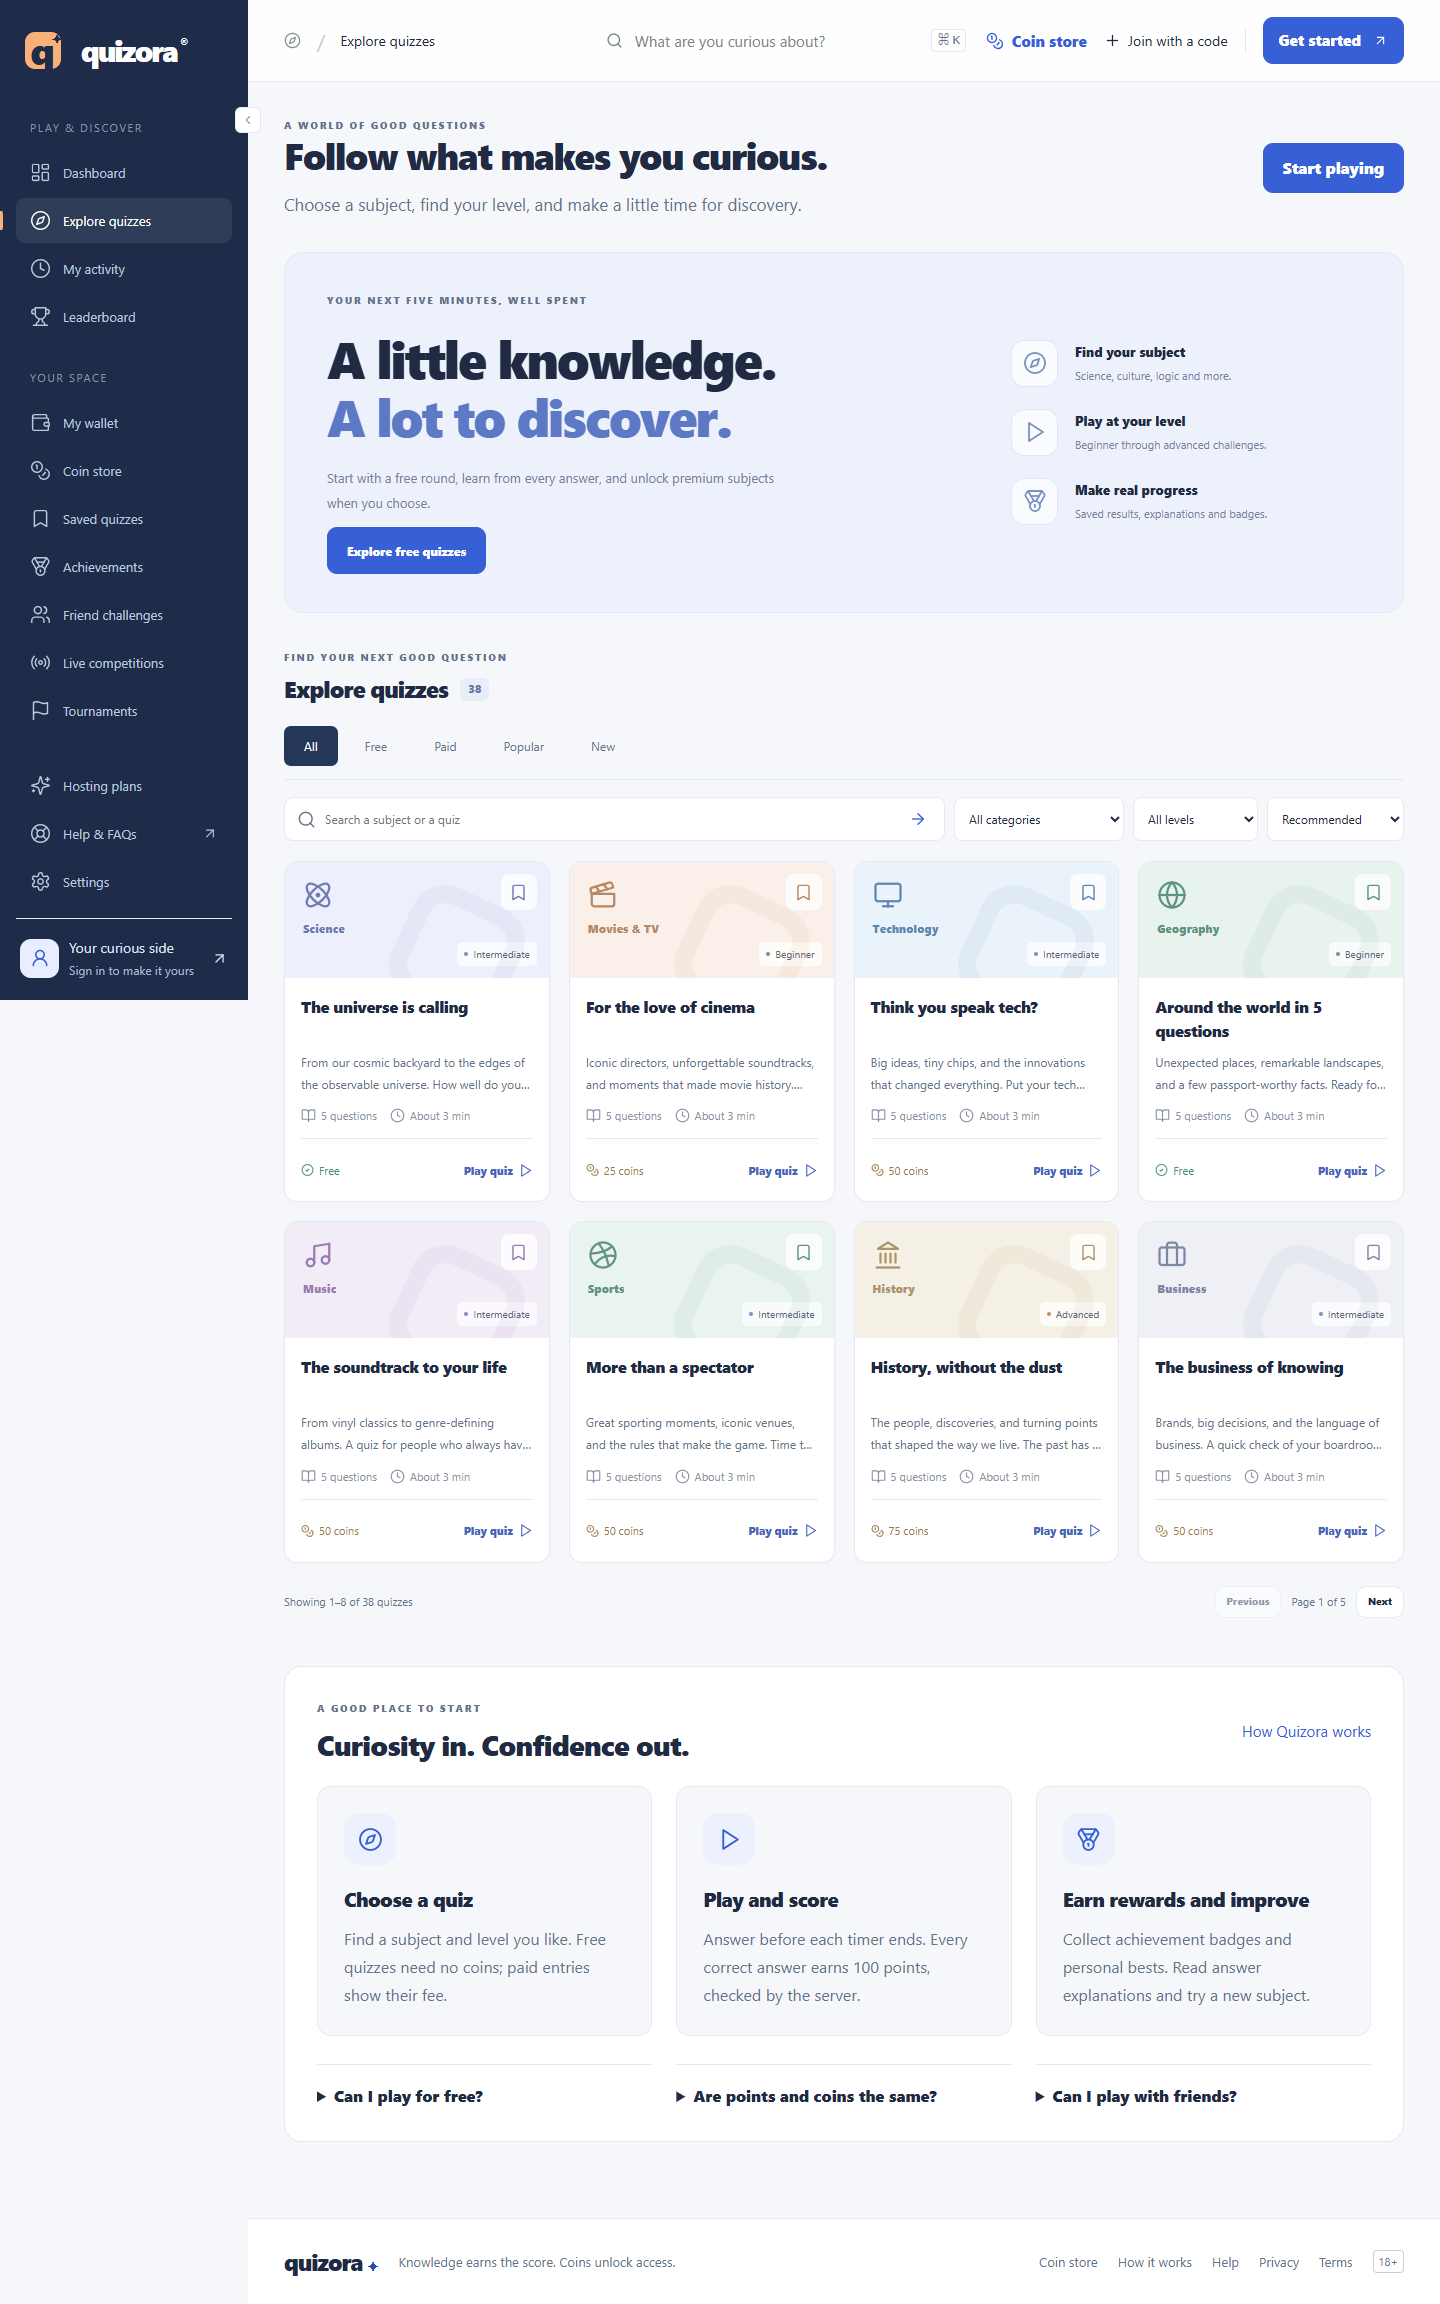 quizora
PLAY & DISCOVER
Dashboard
Explore quizzes
My activity
Leaderboard
YOUR SPACE
My wallet
Coin store
Saved quizzes
Achievements
Friend challenges
Live competitions
Tournaments
Hosting plans
Help & FAQs
Settings
Your curious side
Sign in to make it yours
/ Explore quizzes
What are you curious about?
⌘ K
Coin store
Join with a code
Get started
A WORLD OF GOOD QUESTIONS
Follow what makes you curious.
Choose a subject, find your level, and make a little time for discovery.
Start playing
YOUR NEXT FIVE MINUTES, WELL SPENT
A little knowledge.
A lot to discover.
Start with a free round, learn from every answer, and unlock premium subjects
when you choose.
Explore free quizzes
Find your subject
Science, culture, logic and more.
Play at your level
Beginner through advanced challenges.
Make real progress
Saved results, explanations and badges.
FIND YOUR NEXT GOOD QUESTION
Explore quizzes 38
All Free Paid Popular New
Search a subject or a quiz
All categories
All levels
Recommended
Science
Intermediate
The universe is calling
From our cosmic backyard to the edges of
the observable universe. How well do you...
5 questions About 3 min
Free Play quiz
Movies & TV
Beginner
For the love of cinema
Iconic directors, unforgettable soundtracks,
and moments that made movie history....
5 questions About 3 min
25 coins Play quiz
Technology
Intermediate
Think you speak tech?
Big ideas, tiny chips, and the innovations
that changed everything. Put your tech...
5 questions About 3 min
50 coins Play quiz
Geography
Beginner
Around the world in 5
questions
Unexpected places, remarkable landscapes,
and a few passport-worthy facts. Ready fo...
5 questions About 3 min
Free Play quiz
Music
Intermediate
The soundtrack to your life
From vinyl classics to genre-defining
albums. A quiz for people who always hav...
5 questions About 3 min
50 coins Play quiz
Sports
Intermediate
More than a spectator
Great sporting moments, iconic venues,
and the rules that make the game. Time t...
5 questions About 3 min
50 coins Play quiz
History
Advanced
History, without the dust
The people, discoveries, and turning points
that shaped the way we live. The past has ...
5 questions About 3 min
75 coins Play quiz
Business
Intermediate
The business of knowing
Brands, big decisions, and the language of
business. A quick check of your boardroo...
5 questions About 3 min
50 coins Play quiz
Showing 1–8 of 38 quizzes
Previous Page 1 of 5 Next
A GOOD PLACE TO START
Curiosity in. Confidence out.
How Quizora works
Choose a quiz
Find a subject and level you like. Free
quizzes need no coins; paid entries
show their fee.
Play and score
Answer before each timer ends. Every
correct answer earns 100 points,
checked by the server.
Earn rewards and improve
Collect achievement badges and
personal bests. Read answer
explanations and try a new subject.
Can I play for free?
Are points and coins the same?
Can I play with friends?
quizora
Knowledge earns the score. Coins unlock access.
Coin store How it works Help Privacy Terms 18+